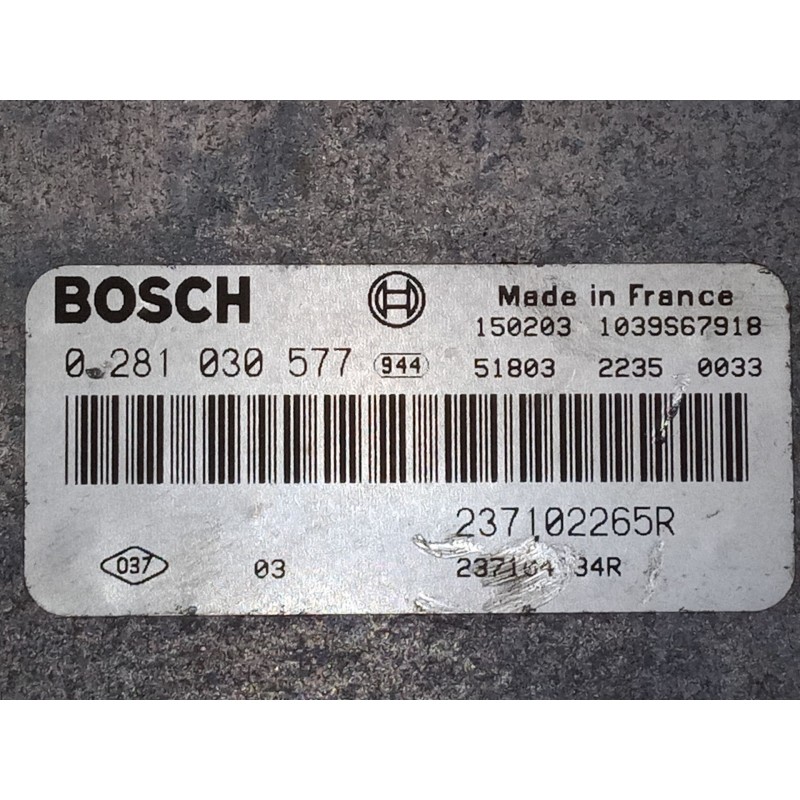 BOSCH
Made in France
150203 1039S67918
0 281 030 577 944 51803 2235 0033
237102265R
037 03